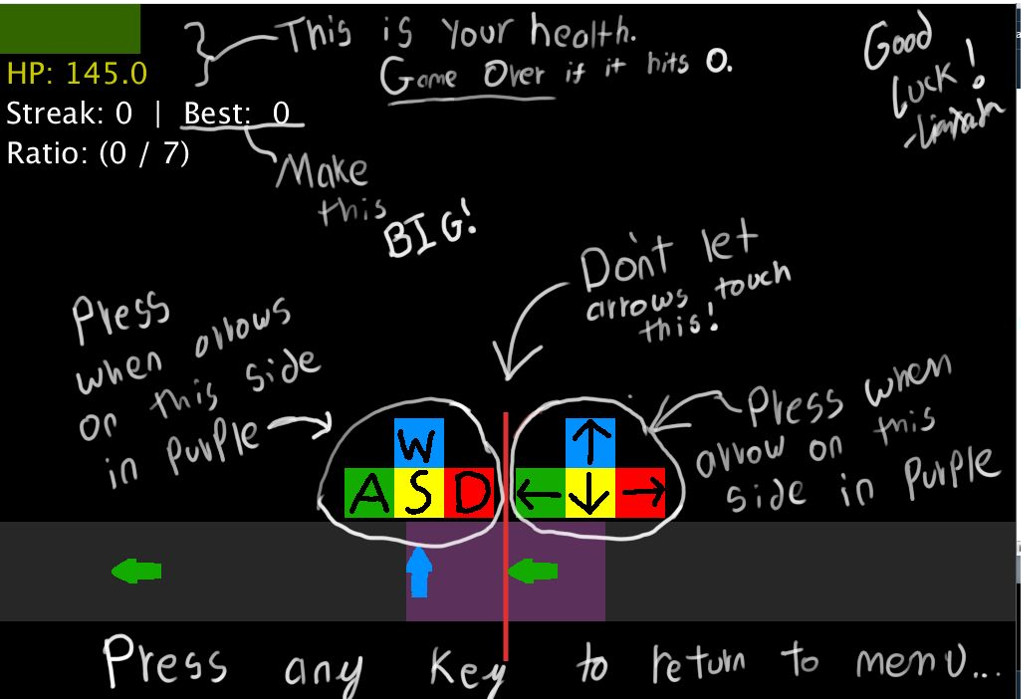 This is Your health.
Game Over if it hits 0.
HP: 145.0
Streak: 0 | Best: 0
Ratio: (0 / 7)
Good
Luck!
Make
this
BIG!
Don't let
arrows touch
this!
Press
when arrows
on this side
in Purple
Press when
arrow on this
side in Purple
W
A S D
↑
← ↓ →
Press any key to return to menu...